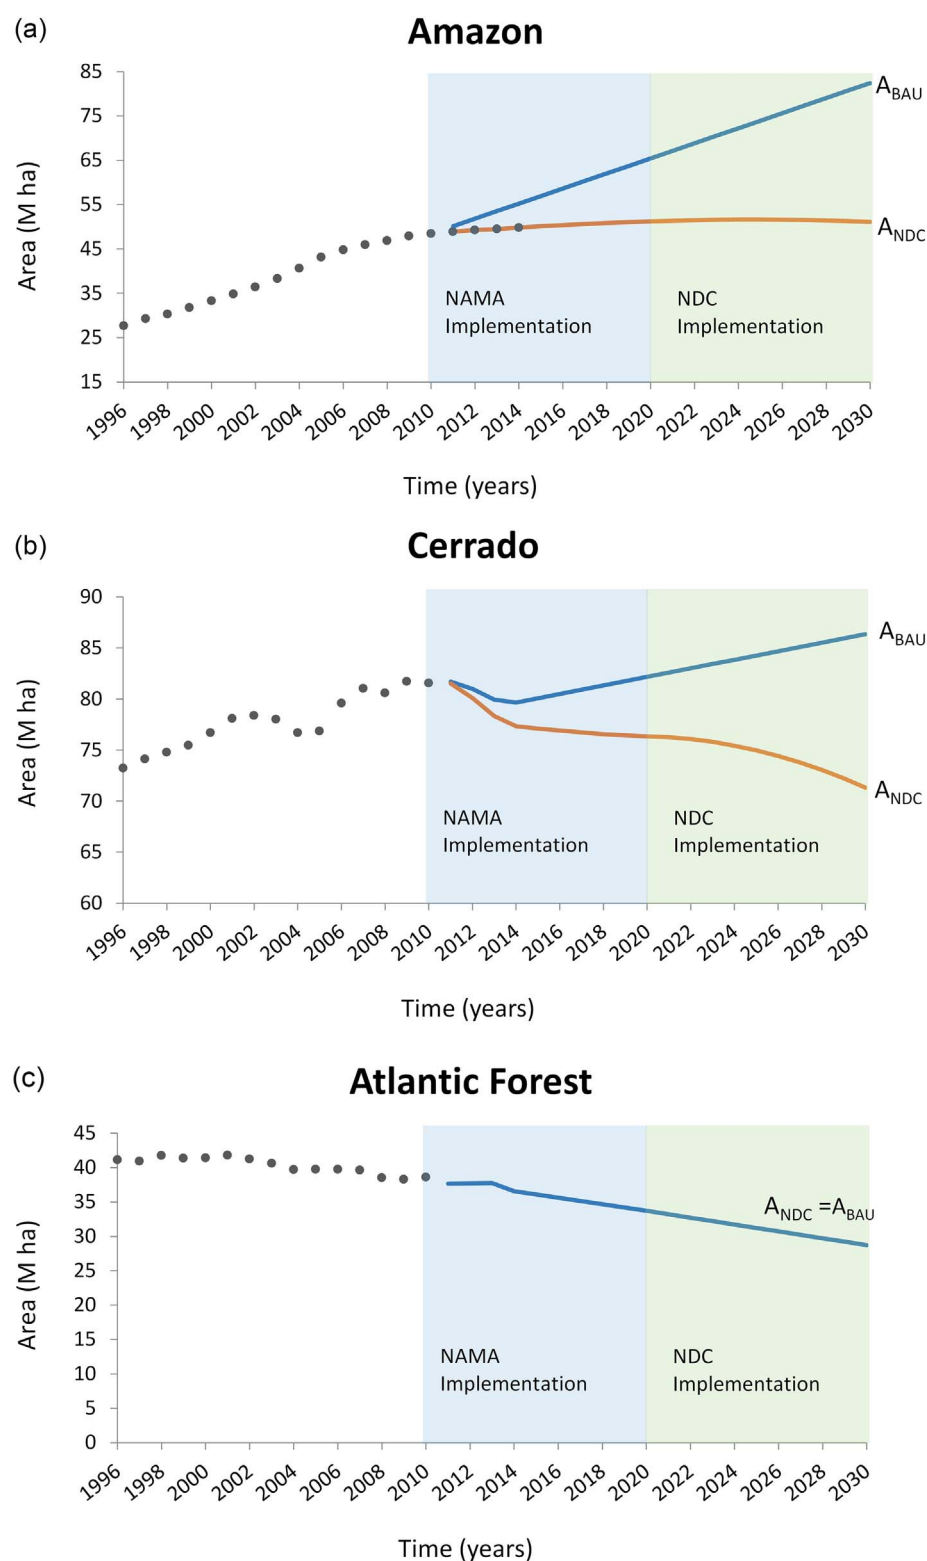 (a)
Amazon
85
75
65
55
45
35
25
15
Area (M ha)
A_BAU
A_NDC
NAMA
Implementation
NDC
Implementation
1996 1998 2000 2002 2004 2006 2008 2010 2012 2014 2016 2018 2020 2022 2024 2026 2028 2030
Time (years)
(b)
Cerrado
90
85
80
75
70
65
60
Area (M ha)
A_BAU
A_NDC
NAMA
Implementation
NDC
Implementation
1996 1998 2000 2002 2004 2006 2008 2010 2012 2014 2016 2018 2020 2022 2024 2026 2028 2030
Time (years)
(c)
Atlantic Forest
45
40
35
30
25
20
15
10
5
0
Area (M ha)
A_NDC =A_BAU
NAMA
Implementation
NDC
Implementation
1996 1998 2000 2002 2004 2006 2008 2010 2012 2014 2016 2018 2020 2022 2024 2026 2028 2030
Time (years)